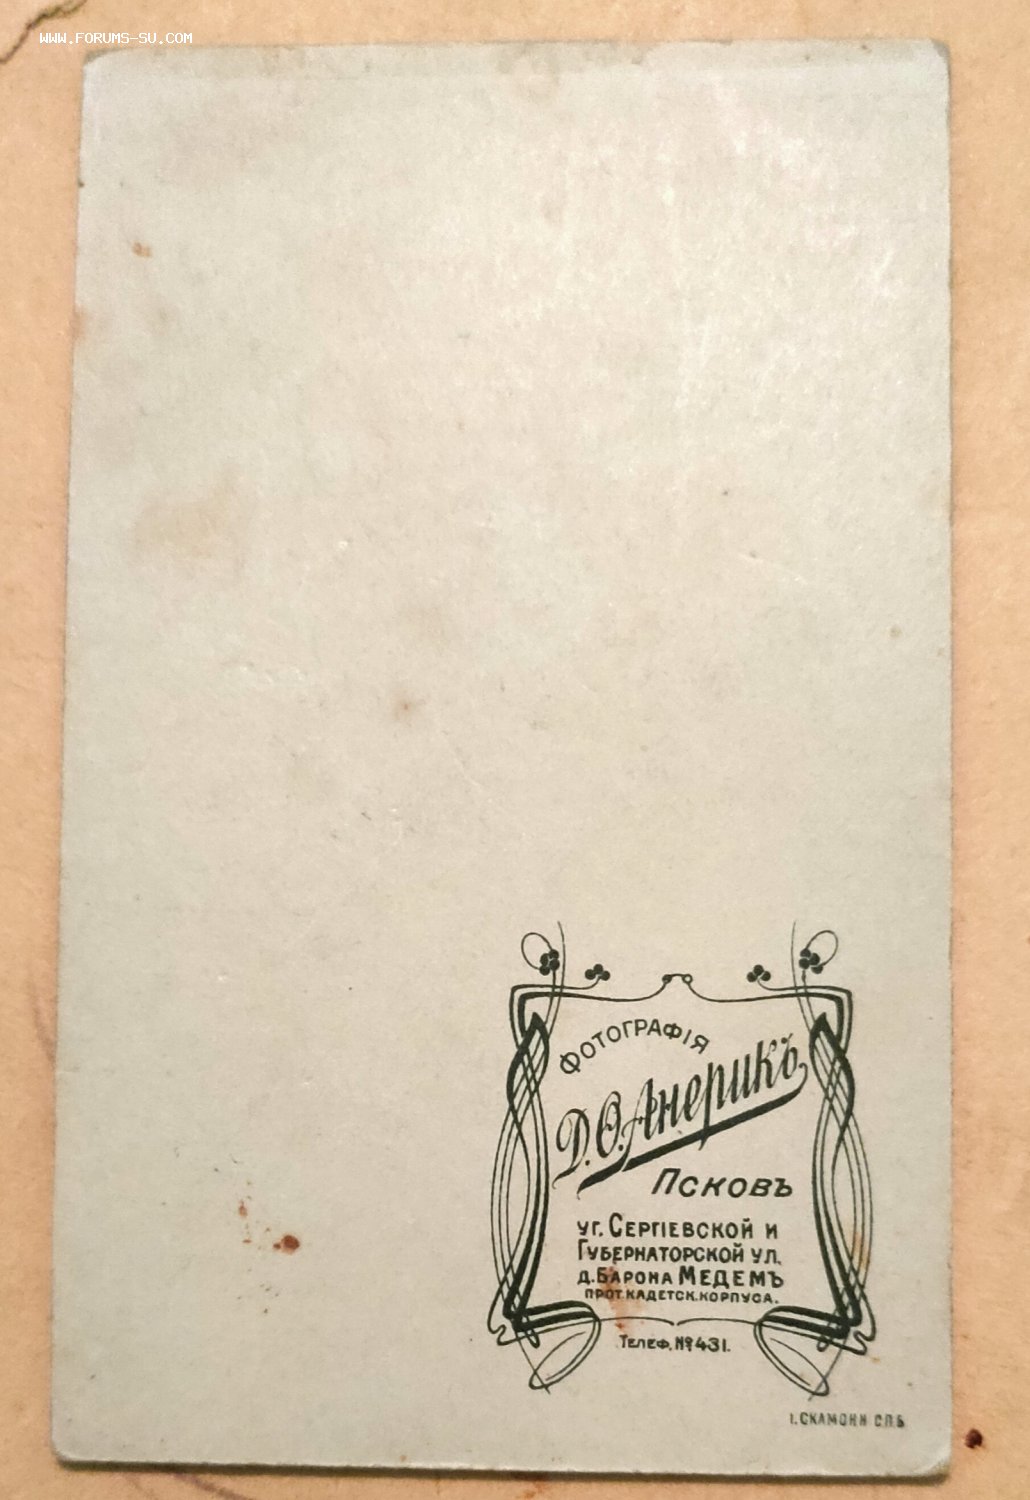 www.forums-su.com
Фотографія
Д.О.Анерикъ
Псковъ
уг. Сергіевской и
Губернаторской ул.
д. Барона Медемъ
прот. кадетск. корпуса.
Телеф. № 431.
І. Скамони С.П.Б